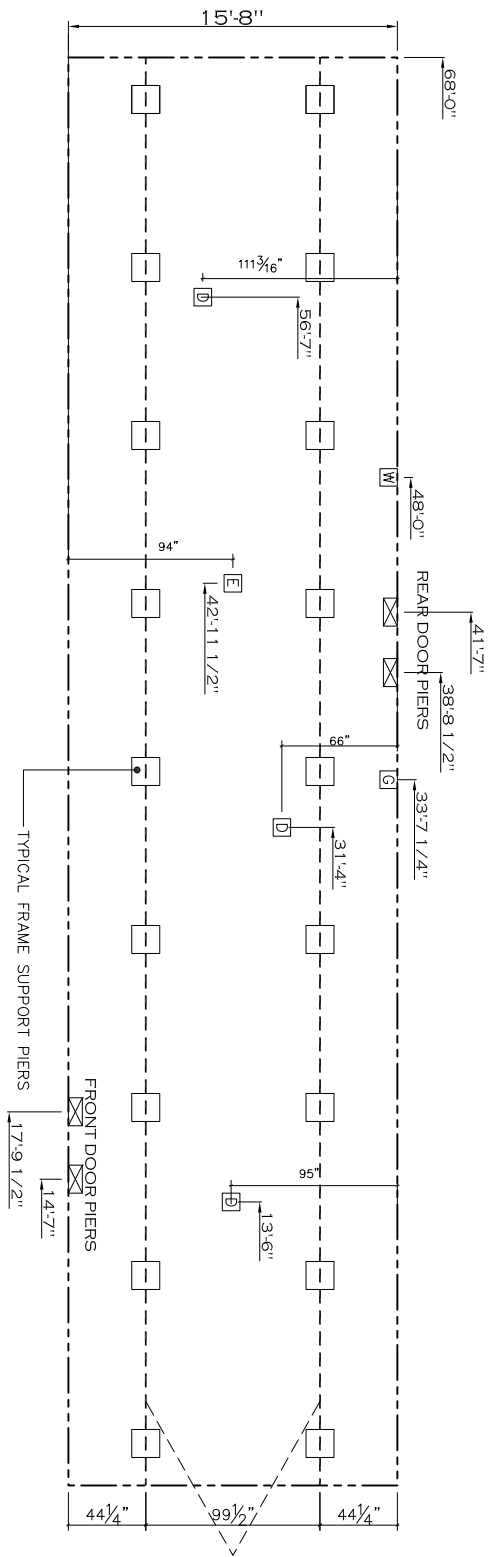 15'-8"
68'-0"
111 3/16"
D
56'-7"
W
48'-0"
94"
E
42'-11 1/2"
REAR DOOR PIERS
41'-7"
38'-8 1/2"
66"
G
33'-7 1/4"
D
31'-4"
TYPICAL FRAME SUPPORT PIERS
FRONT DOOR PIERS
17'-9 1/2"
14'-7"
95"
D
13'-6"
44 1/4"
99 1/2"
44 1/4"